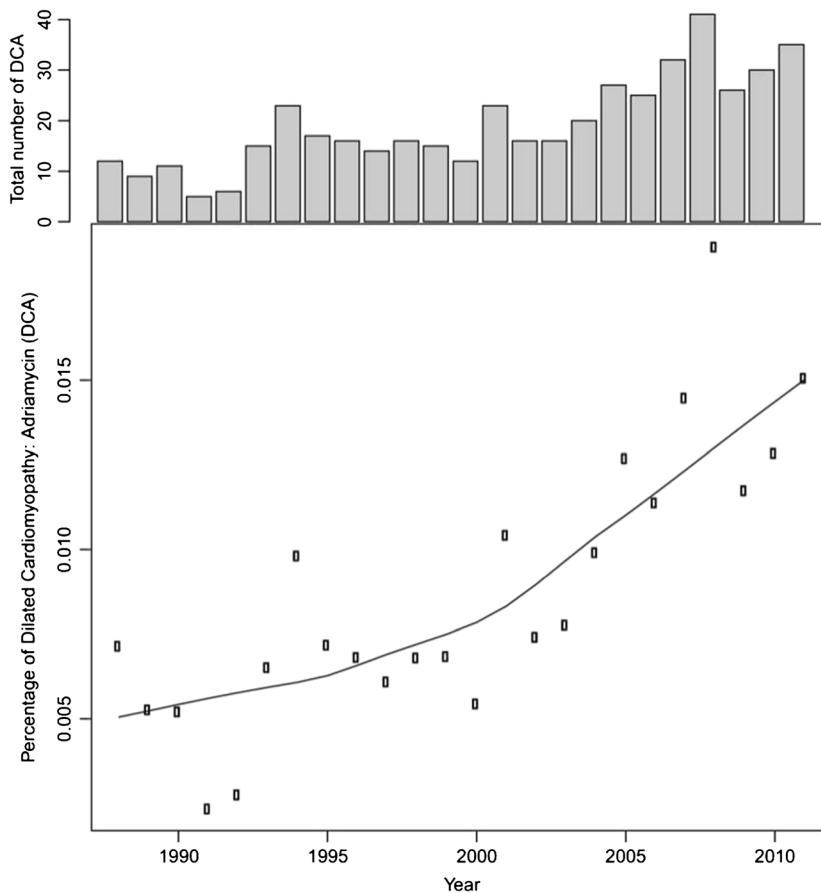 Total number of DCA
40
30
20
10
0
Percentage of Dilated Cardiomyopathy: Adriamycin (DCA)
0.015
0.010
0.005
1990 1995 2000 2005 2010
Year